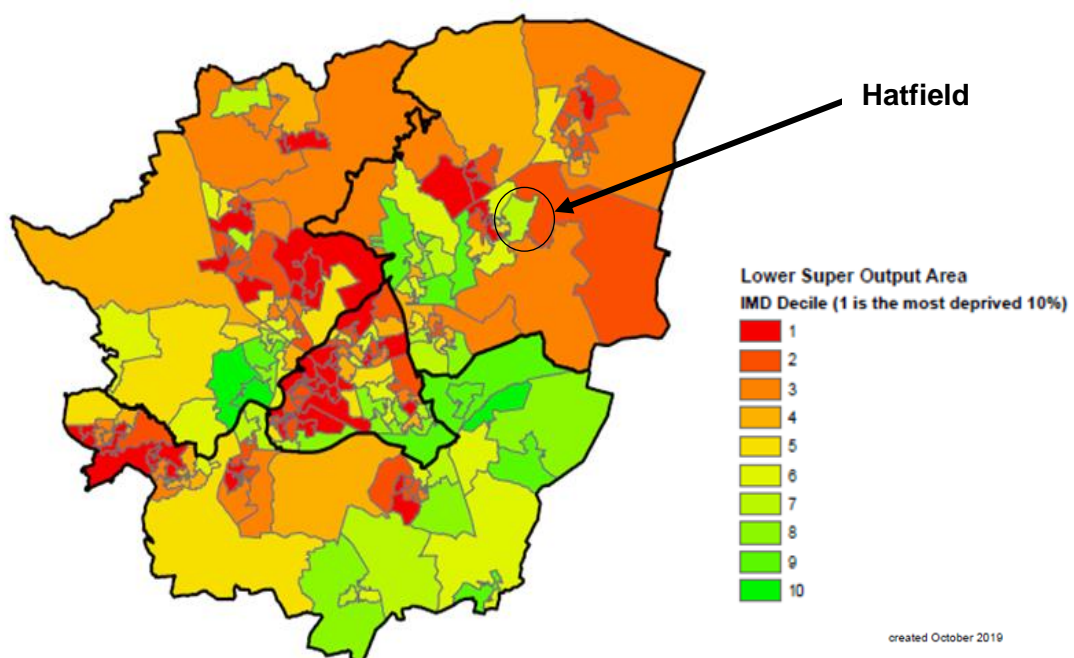 Hatfield
Lower Super Output Area
IMD Decile (1 is the most deprived 10%)
1
2
3
4
5
6
7
8
9
10
created October 2019